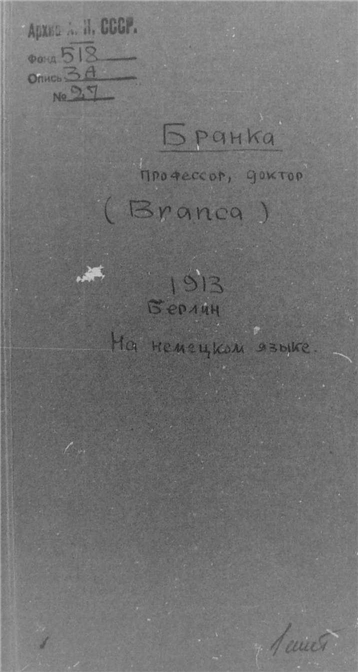 Архив А. Н. СССР.
Фонд 518
Опись 3А
№ 27
Бранка
профессор, доктор
(Branca)
1913
Берлин
На немецком языке.
1 лист